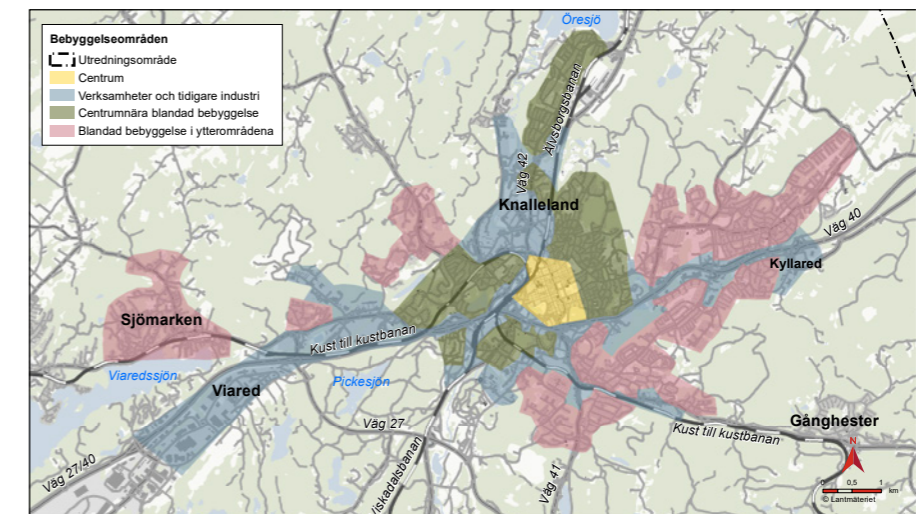 Bebyggelseområden
Utredningsområde
Centrum
Verksamheter och tidigare industri
Centrumnära blandad bebyggelse
Blandad bebyggelse i ytterområdena
Öresjö
Älvsborgsbanan
Väg 42
Knalleland
Väg 40
Kyllared
Sjömarken
Kust till kustbanan
Viaredssjön
Viared
Pickesjön
Väg 27
Gånghester
Kust till kustbanan
Väg 27/40
Viskadalsbanan
Väg 41
N
0 0,5 1
km
© Lantmäteriet